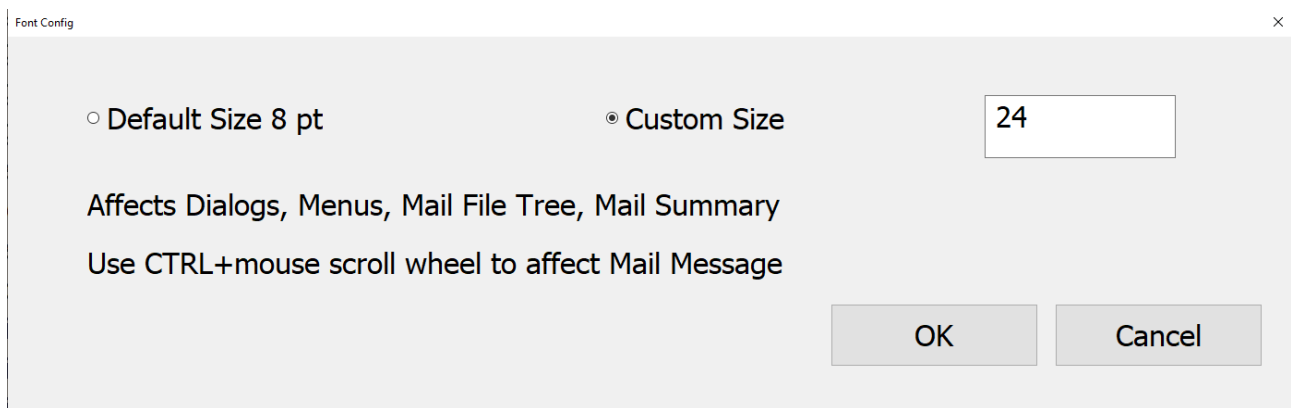 Font Config
Default Size 8 pt
Custom Size
24
Affects Dialogs, Menus, Mail File Tree, Mail Summary
Use CTRL+mouse scroll wheel to affect Mail Message
OK
Cancel